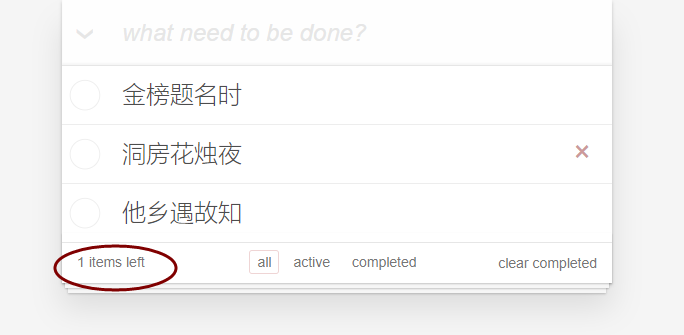 what need to be done?
金榜题名时
洞房花烛夜
他乡遇故知
1 items left all active completed clear completed